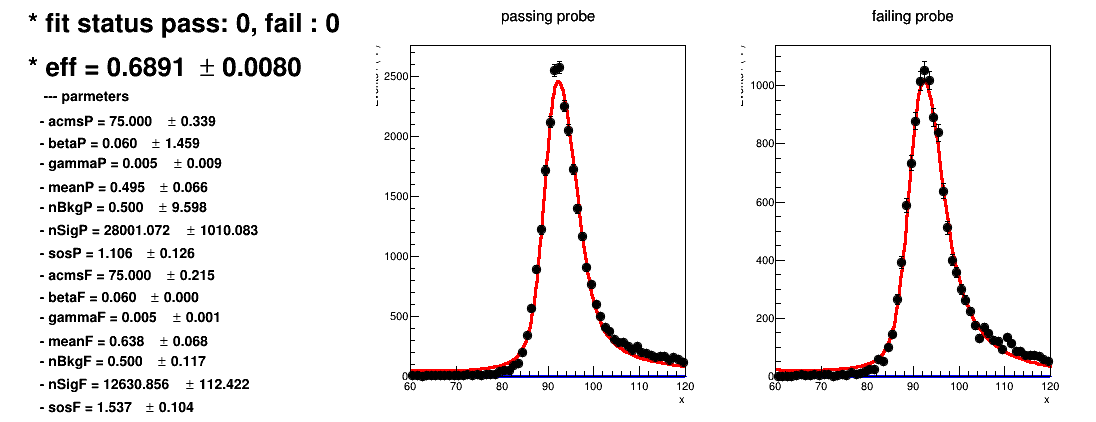 * fit status pass: 0, fail : 0
* eff = 0.6891 ± 0.0080
--- parmeters
- acmsP = 75.000 ± 0.339
- betaP = 0.060 ± 1.459
- gammaP = 0.005 ± 0.009
- meanP = 0.495 ± 0.066
- nBkgP = 0.500 ± 9.598
- nSigP = 28001.072 ± 1010.083
- sosP = 1.106 ± 0.126
- acmsF = 75.000 ± 0.215
- betaF = 0.060 ± 0.000
- gammaF = 0.005 ± 0.001
- meanF = 0.638 ± 0.068
- nBkgF = 0.500 ± 0.117
- nSigF = 12630.856 ± 112.422
- sosF = 1.537 ± 0.104
passing probe
2500
2000
1500
1000
500
0
60 70 80 90 100 110 120
x
failing probe
1000
800
600
400
200
0
60 70 80 90 100 110 120
x